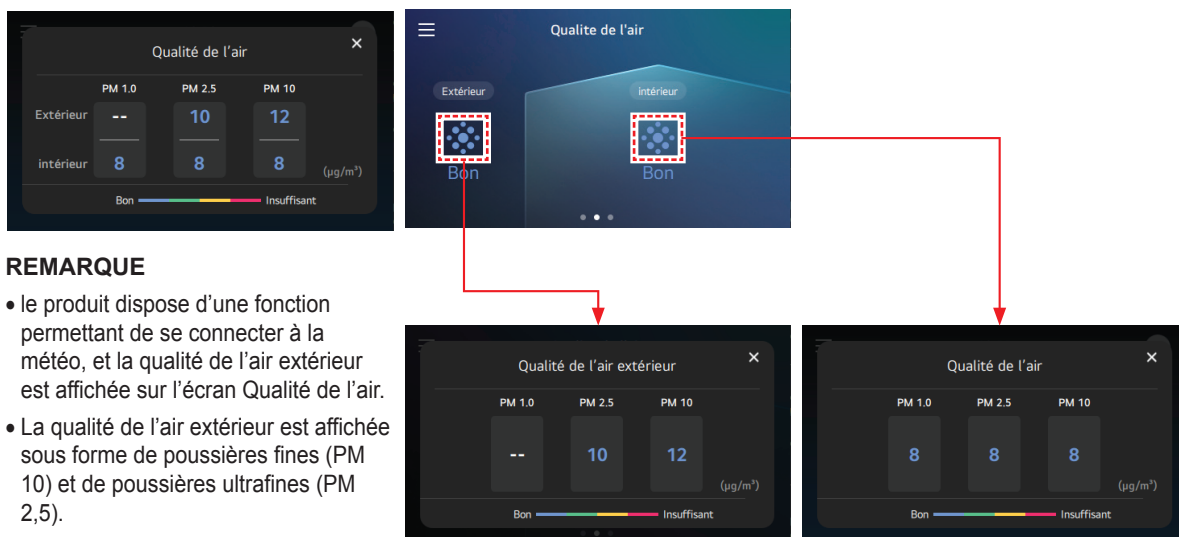 Qualité de l'air
×
PM 1.0 PM 2.5 PM 10
Extérieur -- 10 12
intérieur 8 8 8 (µg/m³)
Bon Insuffisant
REMARQUE
• le produit dispose d'une fonction
permettant de se connecter à la
météo, et la qualité de l'air extérieur
est affichée sur l'écran Qualité de l'air.
• La qualité de l'air extérieur est affichée
sous forme de poussières fines (PM
10) et de poussières ultrafines (PM
2,5).
Qualite de l'air
Extérieur intérieur
Bon Bon
Qualité de l'air extérieur
×
PM 1.0 PM 2.5 PM 10
-- 10 12
(µg/m³)
Bon Insuffisant
Qualité de l'air
×
PM 1.0 PM 2.5 PM 10
8 8 8
(µg/m³)
Bon Insuffisant